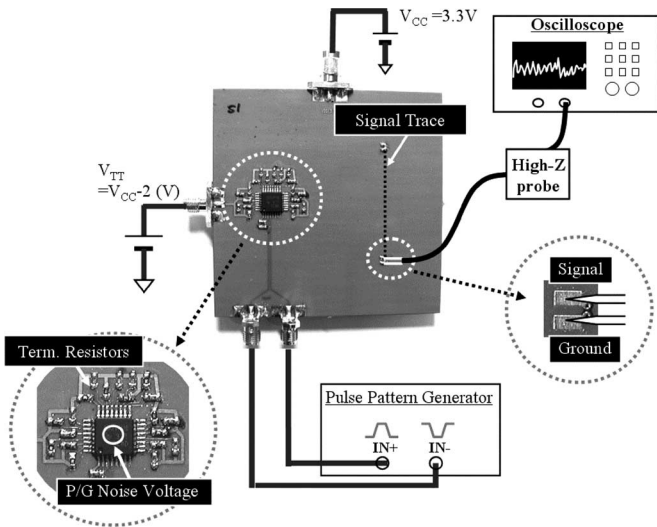 V_CC =3.3V
Oscilloscope
S1
Signal Trace
High-Z
probe
V_TT
=V_CC-2 (V)
Signal
Ground
Term. Resistors
P/G Noise Voltage
Pulse Pattern Generator
IN+
IN-